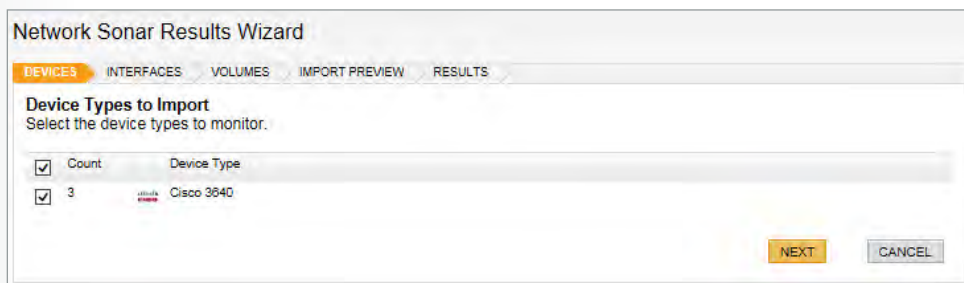 Network Sonar Results Wizard
DEVICES INTERFACES VOLUMES IMPORT PREVIEW RESULTS
Device Types to Import
Select the device types to monitor.
Count Device Type
3 Cisco 3640
NEXT CANCEL